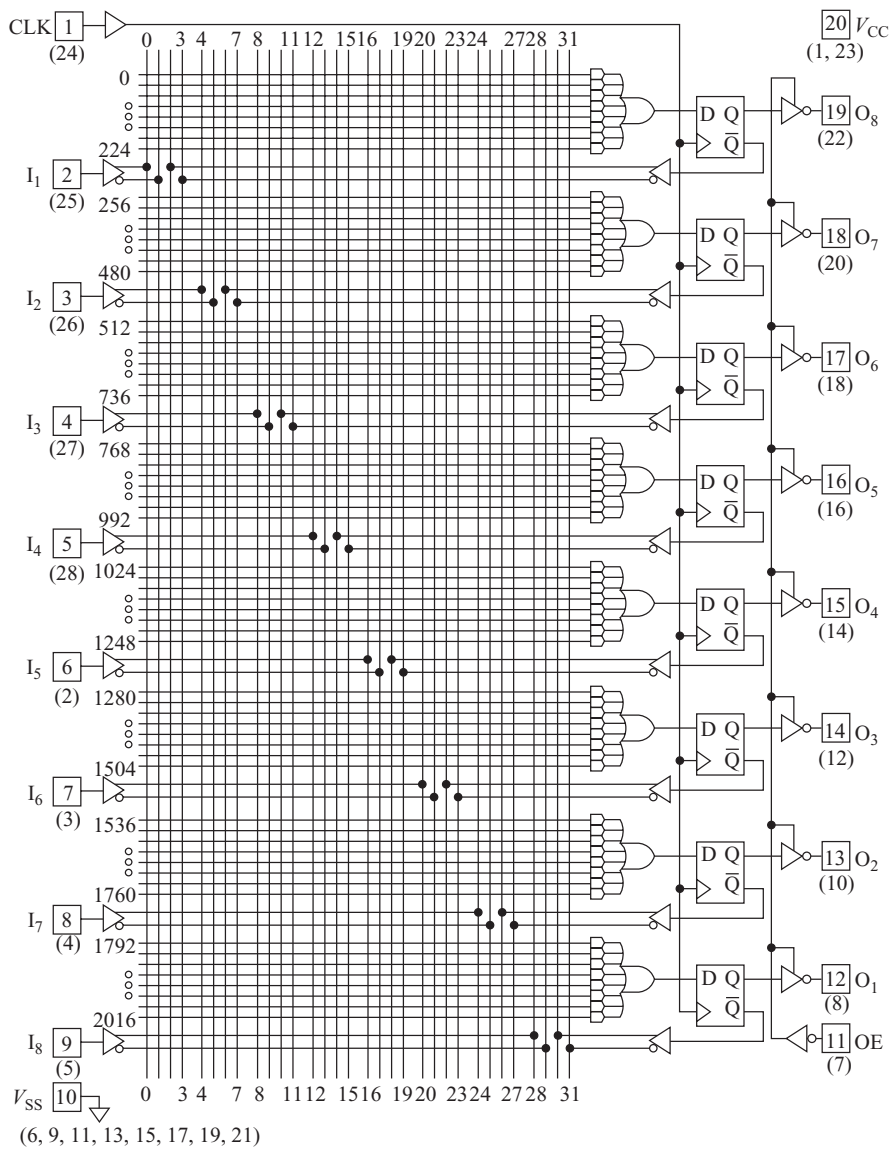 CLK 1 20 V_CC
(24) (1, 23)
0 3 4 7 8 11 12 15 16 19 20 23 24 27 28 31
0
D Q 19 O8
(22)
Q̅
224
I1 2
(25)
256
D Q 18 O7
(20)
Q̅
480
I2 3
(26)
512
D Q 17 O6
(18)
Q̅
736
I3 4
(27)
768
D Q 16 O5
(16)
Q̅
992
I4 5
(28)
1024
D Q 15 O4
(14)
Q̅
1248
I5 6
(2)
1280
D Q 14 O3
(12)
Q̅
1504
I6 7
(3)
1536
D Q 13 O2
(10)
Q̅
1760
I7 8
(4)
1792
D Q 12 O1
(8)
Q̅
2016
I8 9 11 OE
(5) (7)
V_SS 10 0 3 4 7 8 11 12 15 16 19 20 23 24 27 28 31
(6, 9, 11, 13, 15, 17, 19, 21)